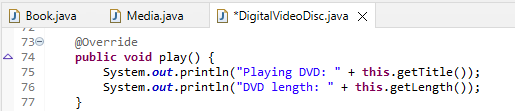 Book.java Media.java *DigitalVideoDisc.java
73 @Override
74 public void play() {
75 System.out.println("Playing DVD: " + this.getTitle());
76 System.out.println("DVD length: " + this.getLength());
77 }